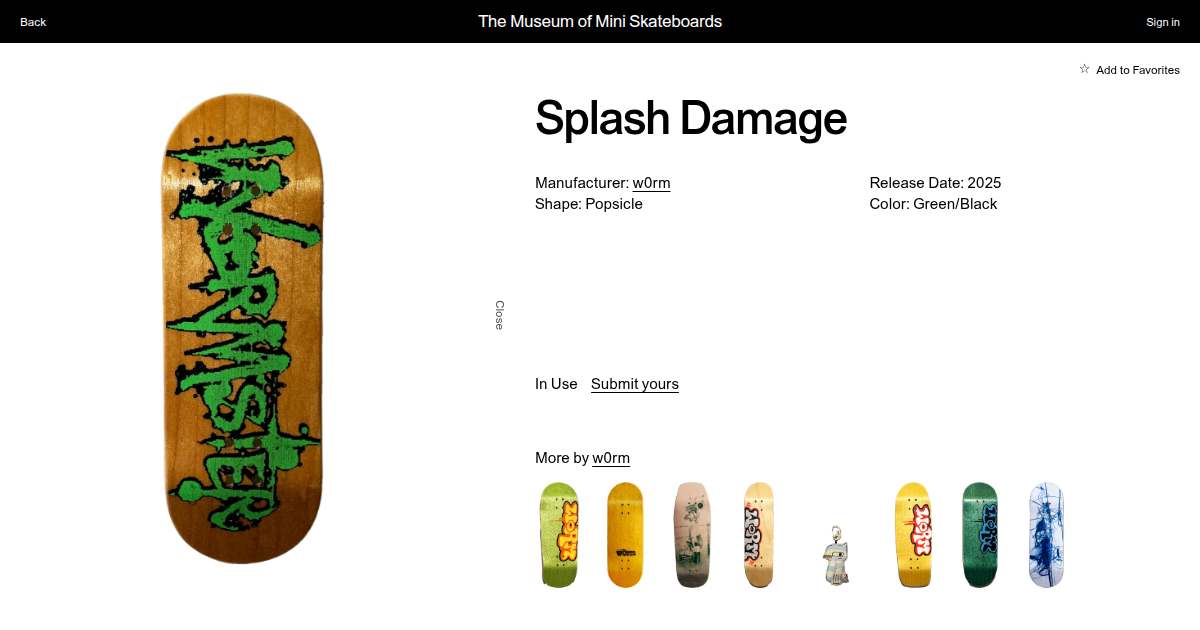 Back
The Museum of Mini Skateboards
Sign in
☆ Add to Favorites
Splash Damage
Manufacturer: w0rm
Release Date: 2025
Shape: Popsicle
Color: Green/Black
WORMSTER
Close
In Use Submit yours
More by w0rm